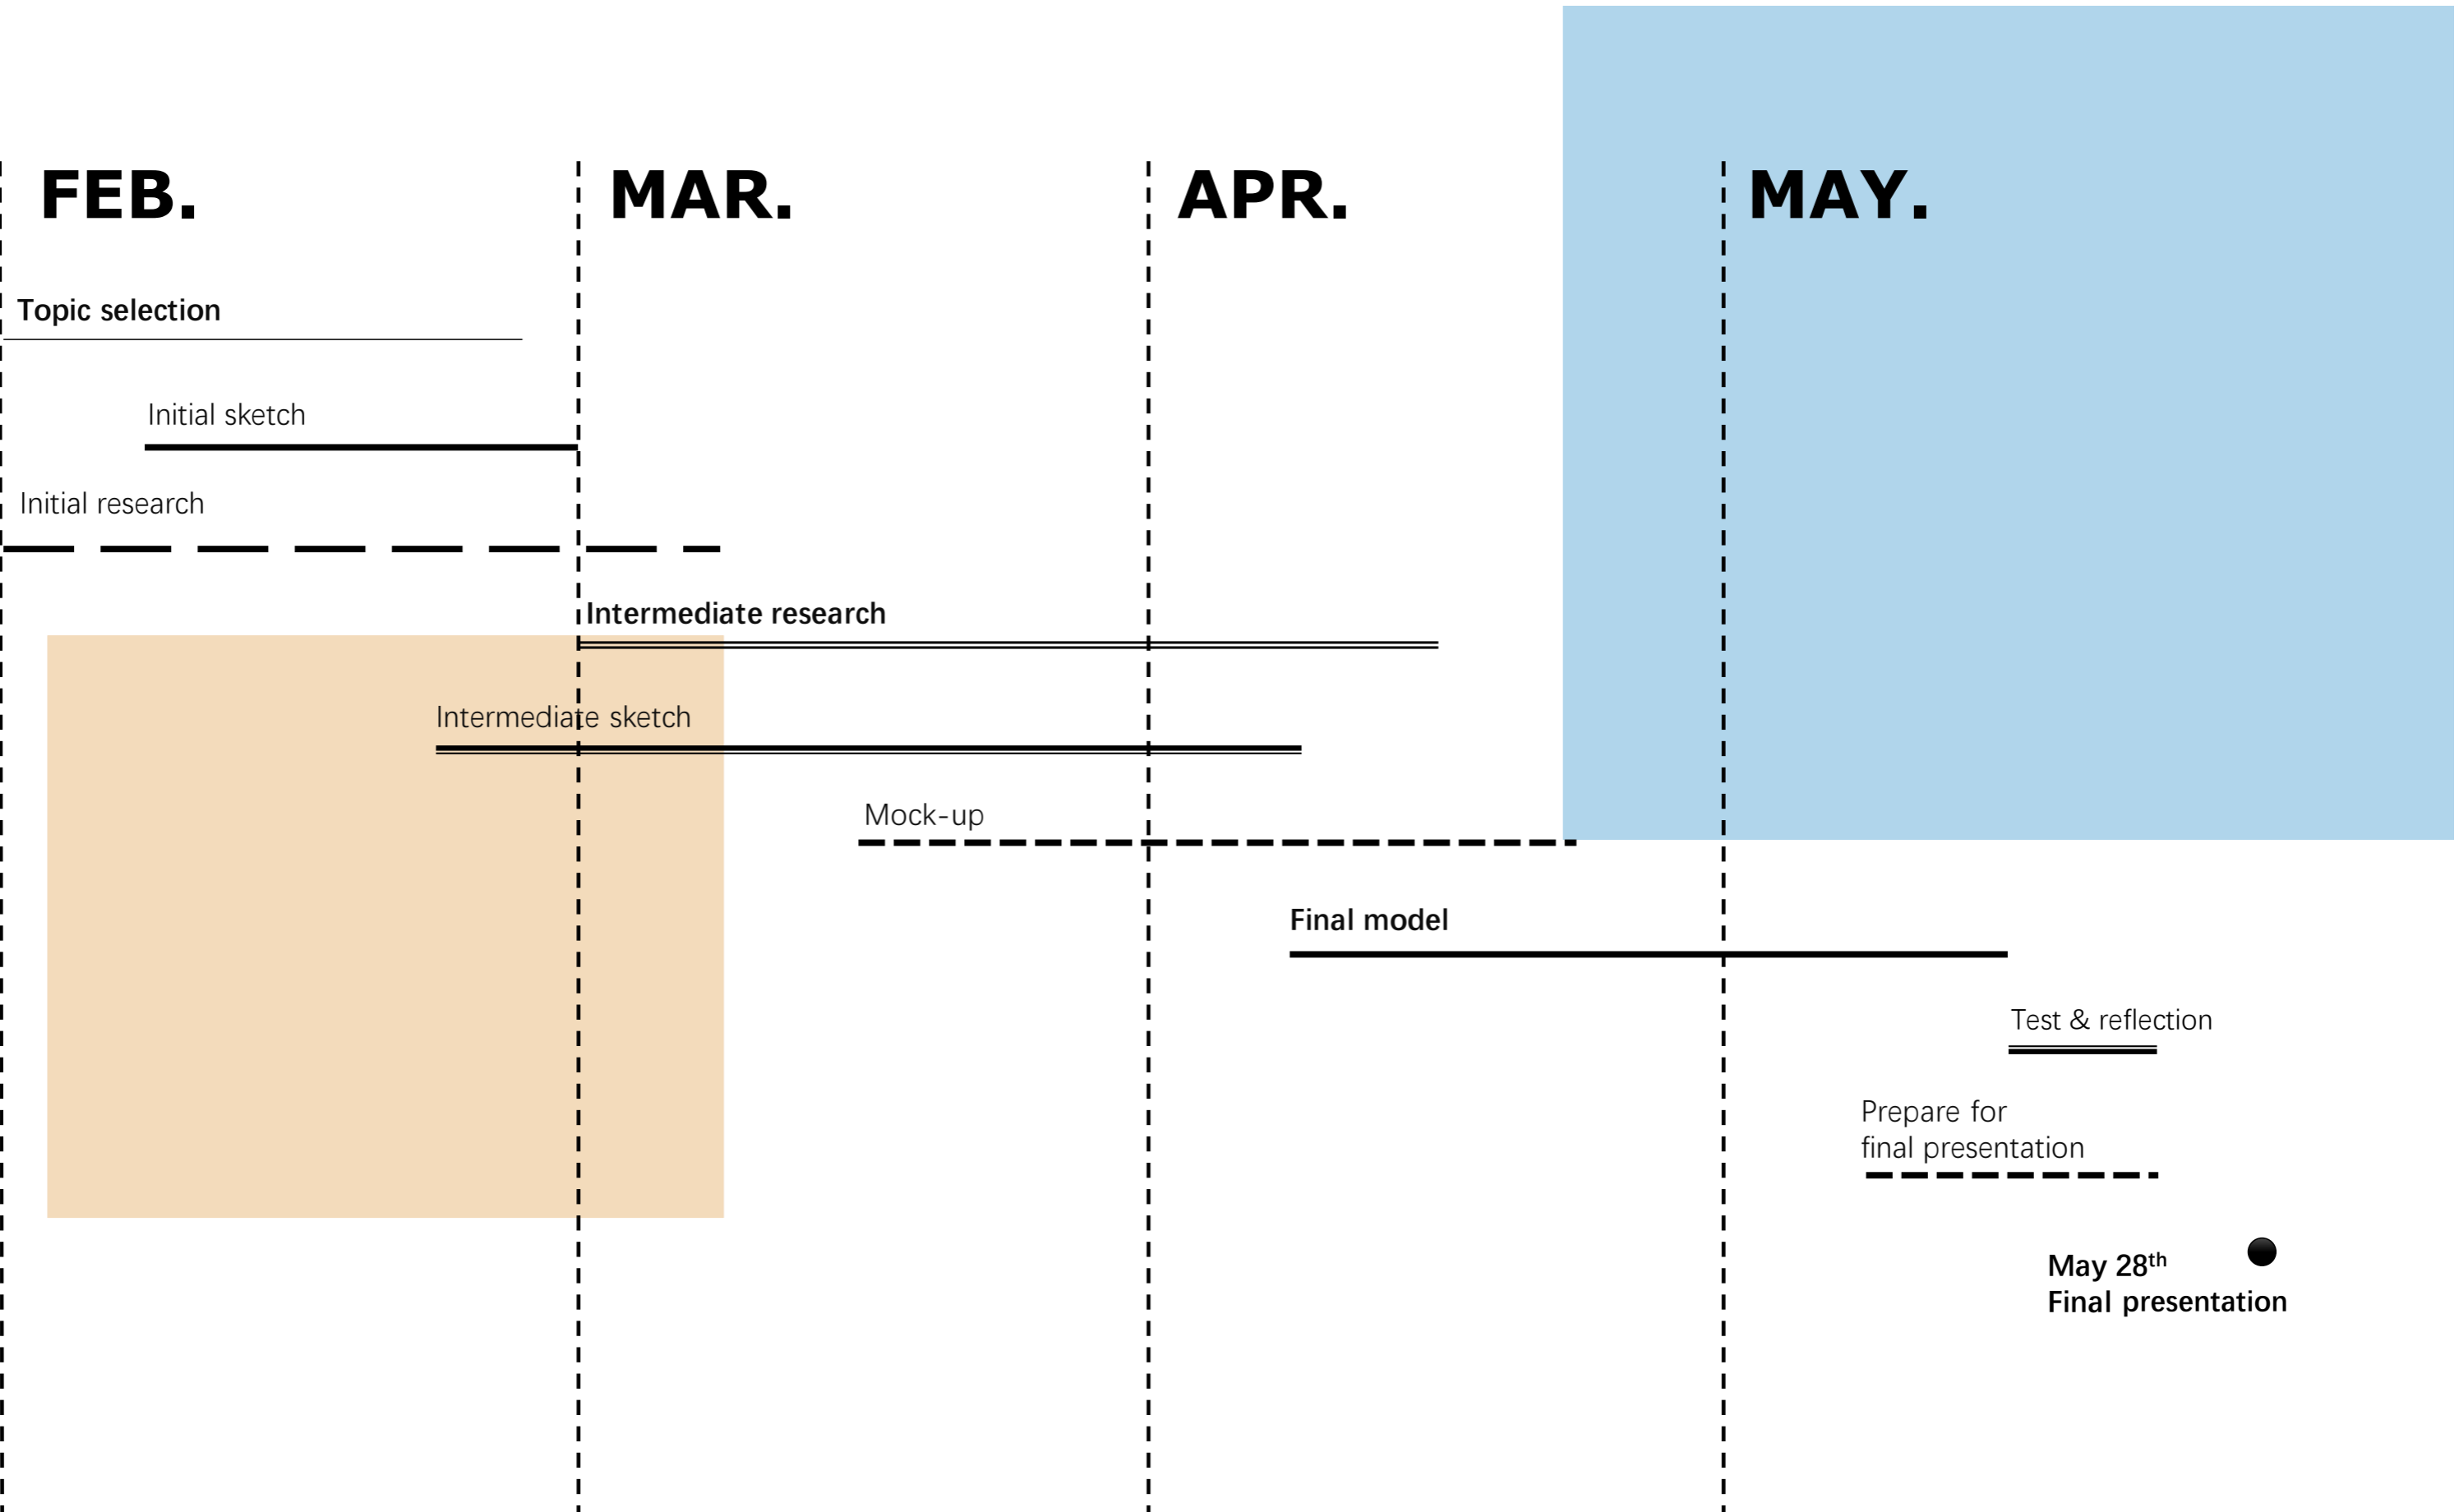 FEB.
MAR.
APR.
MAY.
Topic selection
Initial sketch
Initial research
Intermediate research
Intermediate sketch
Mock-up
Final model
Test & reflection
Prepare for
final presentation
May 28th
Final presentation